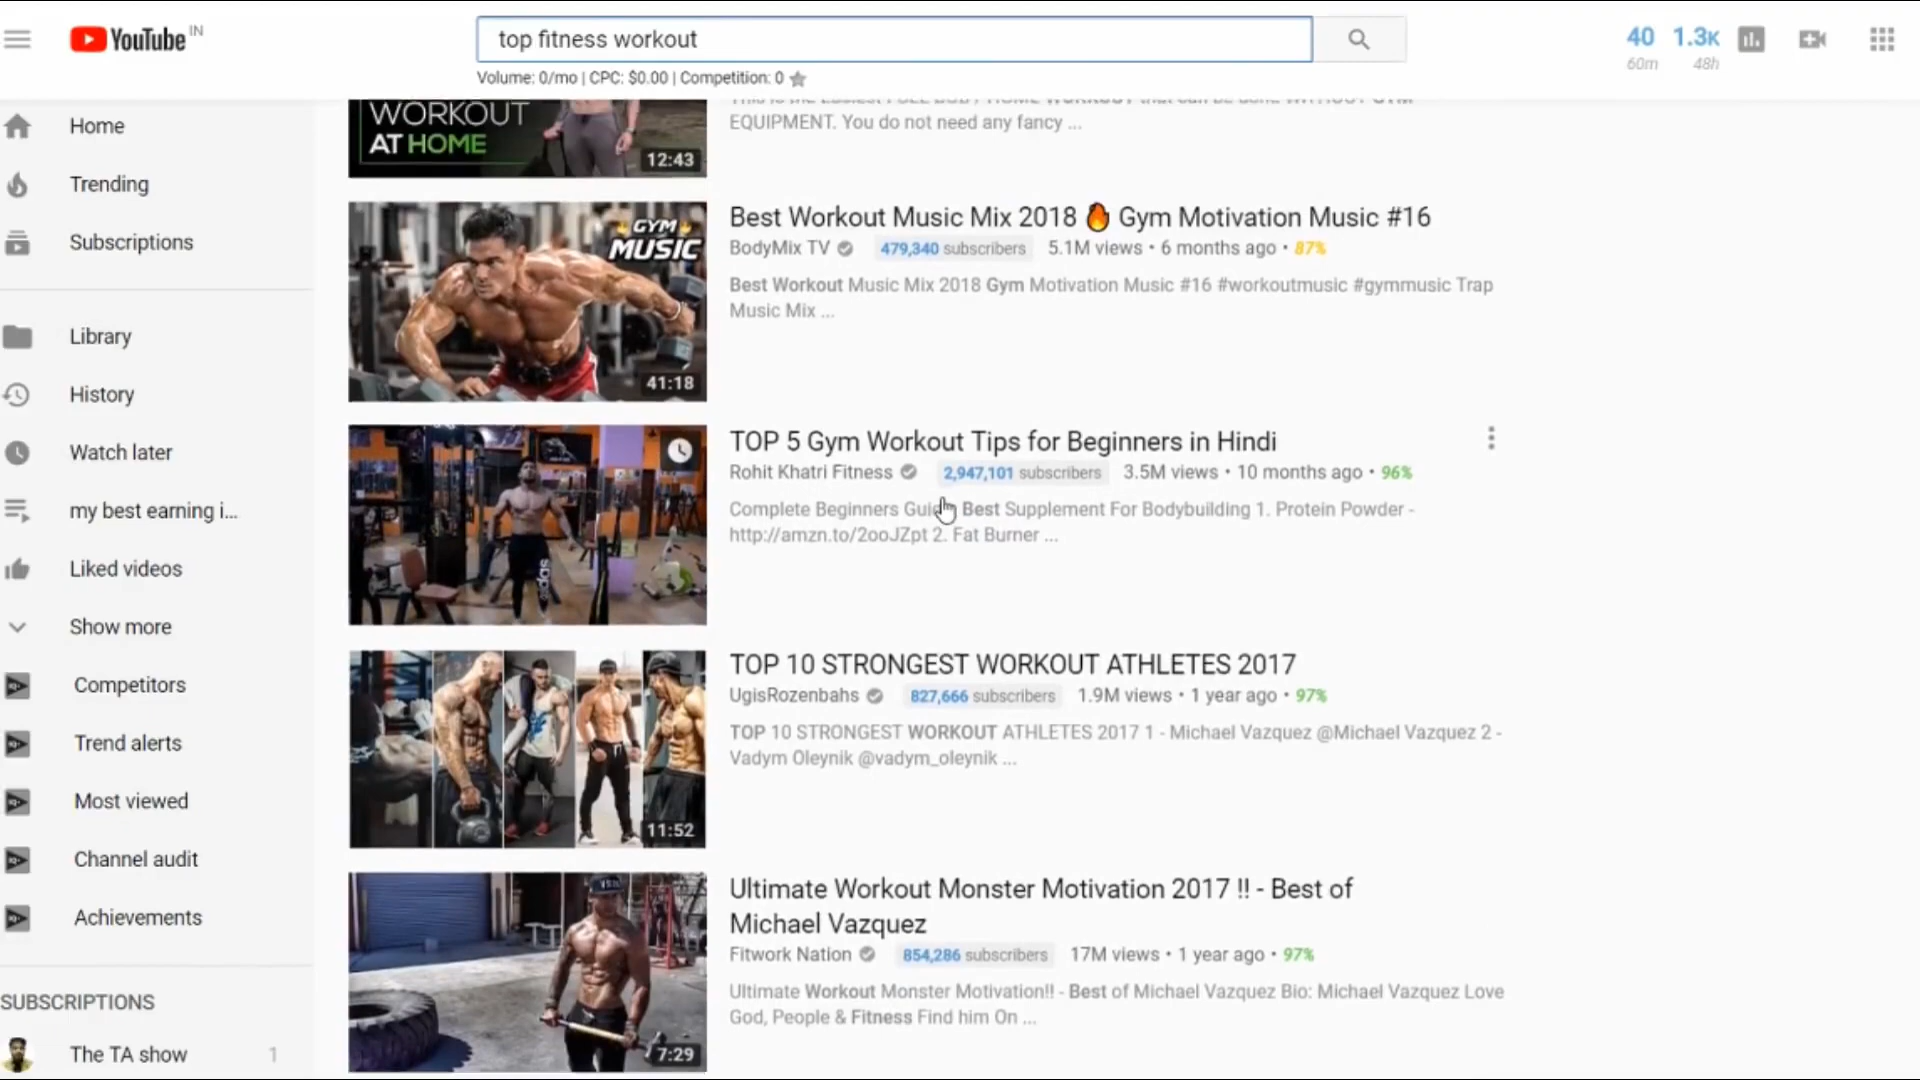 YouTube IN
top fitness workout
40 1.3K
60m 48h
Volume: 0/mo | CPC: $0.00 | Competition: 0
Home
Trending
Subscriptions
Library
History
Watch later
my best earning i...
Liked videos
Show more
Competitors
Trend alerts
Most viewed
Channel audit
Achievements
SUBSCRIPTIONS
The TA show 1
WORKOUT
AT HOME
12:43
EQUIPMENT. You do not need any fancy ...
GYM
MUSIC
41:18
Best Workout Music Mix 2018 🔥 Gym Motivation Music #16
BodyMix TV 479,340 subscribers 5.1M views • 6 months ago • 87%
Best Workout Music Mix 2018 Gym Motivation Music #16 #workoutmusic #gymmusic Trap
Music Mix ...
adidas
TOP 5 Gym Workout Tips for Beginners in Hindi
Rohit Khatri Fitness 2,947,101 subscribers 3.5M views • 10 months ago • 96%
Complete Beginners Best Supplement For Bodybuilding 1. Protein Powder -
http://amzn.to/2ooJZpt 2. Fat Burner ...
11:52
TOP 10 STRONGEST WORKOUT ATHLETES 2017
UgisRozenbahs 827,666 subscribers 1.9M views • 1 year ago • 97%
TOP 10 STRONGEST WORKOUT ATHLETES 2017 1 - Michael Vazquez @Michael Vazquez 2 -
Vadym Oleynik @vadym_oleynik ...
7:29
Ultimate Workout Monster Motivation 2017 !! - Best of
Michael Vazquez
Fitwork Nation 854,286 subscribers 17M views • 1 year ago • 97%
Ultimate Workout Monster Motivation!! - Best of Michael Vazquez Bio: Michael Vazquez Love
God, People & Fitness Find him On ...